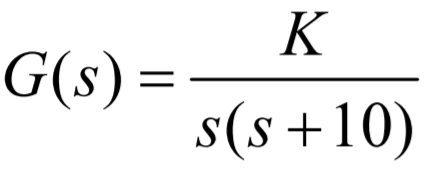 G(s) = K / s(s+10)